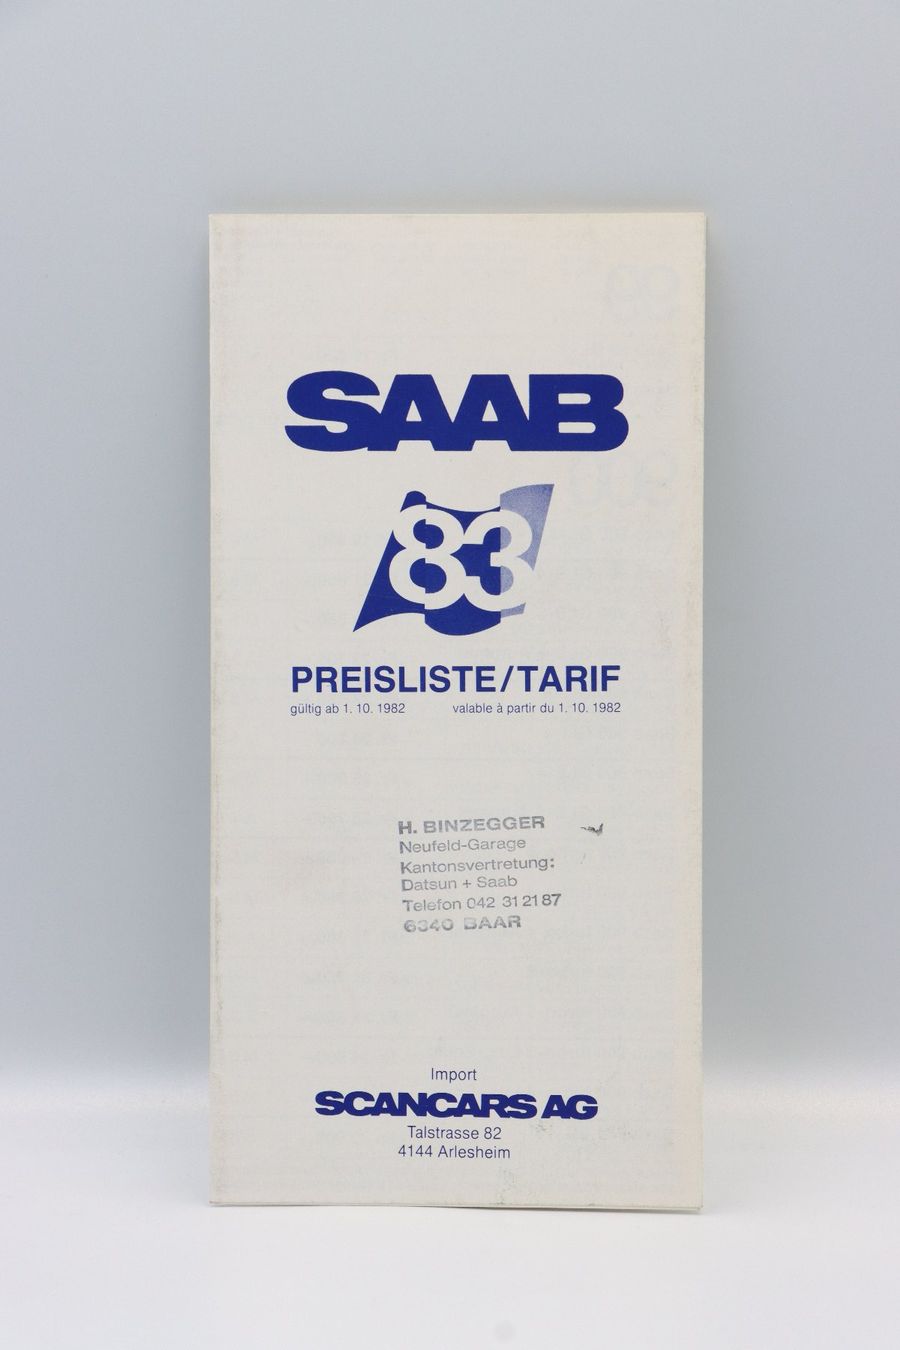 SAAB
83
PREISLISTE/TARIF
gültig ab 1. 10. 1982 valable à partir du 1. 10. 1982
H. BINZEGGER
Neufeld-Garage
Kantonsvertretung:
Datsun + Saab
Telefon 042 31 21 87
6340 BAAR
Import
SCANCARS AG
Talstrasse 82
4144 Arlesheim